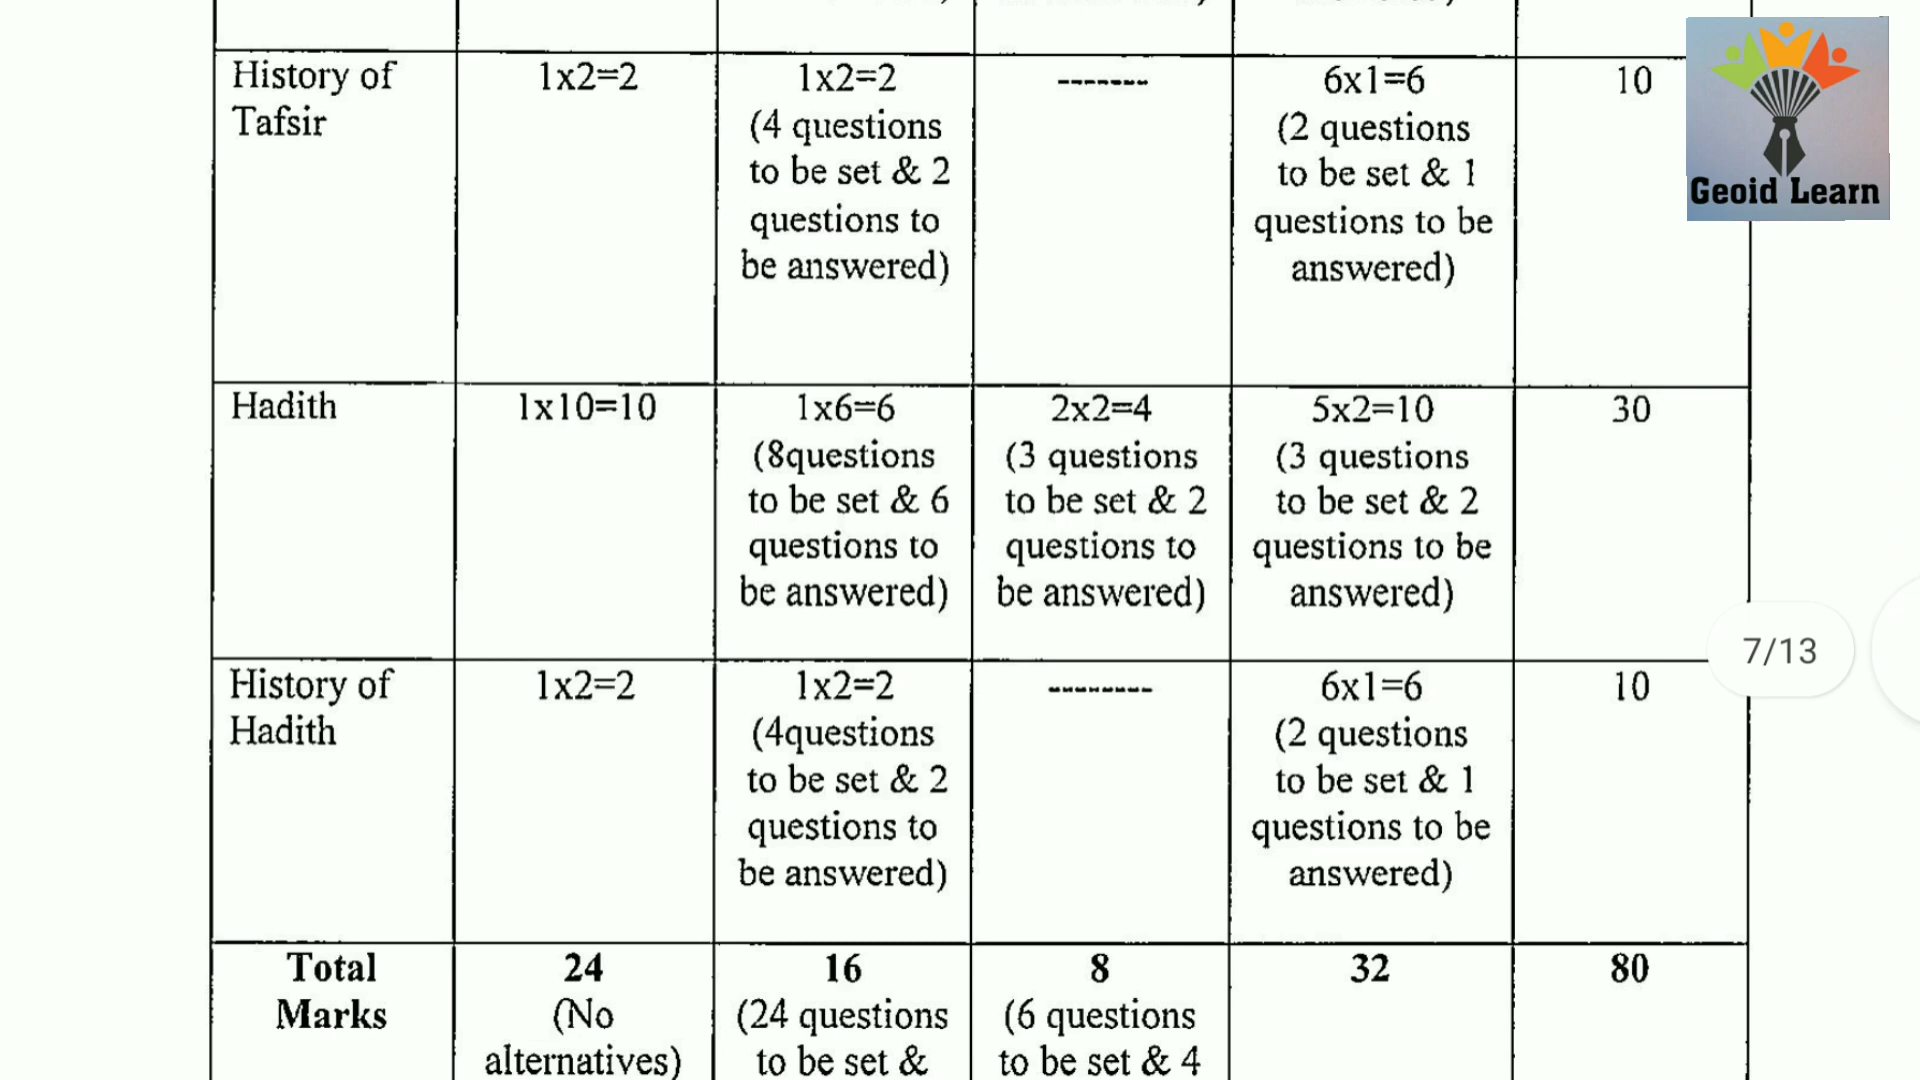 History of
Tafsir
1x2=2
1x2=2
(4 questions
to be set & 2
questions to
be answered)
-------
6x1=6
(2 questions
to be set & 1
questions to be
answered)
10
Geoid Learn
Hadith
1x10=10
1x6=6
(8questions
to be set & 6
questions to
be answered)
2x2=4
(3 questions
to be set & 2
questions to
be answered)
5x2=10
(3 questions
to be set & 2
questions to be
answered)
30
7/13
History of
Hadith
1x2=2
1x2=2
(4questions
to be set & 2
questions to
be answered)
--------
6x1=6
(2 questions
to be set & 1
questions to be
answered)
10
Total
Marks
24
(No
alternatives)
16
(24 questions
to be set &
8
(6 questions
to be set & 4
32
80